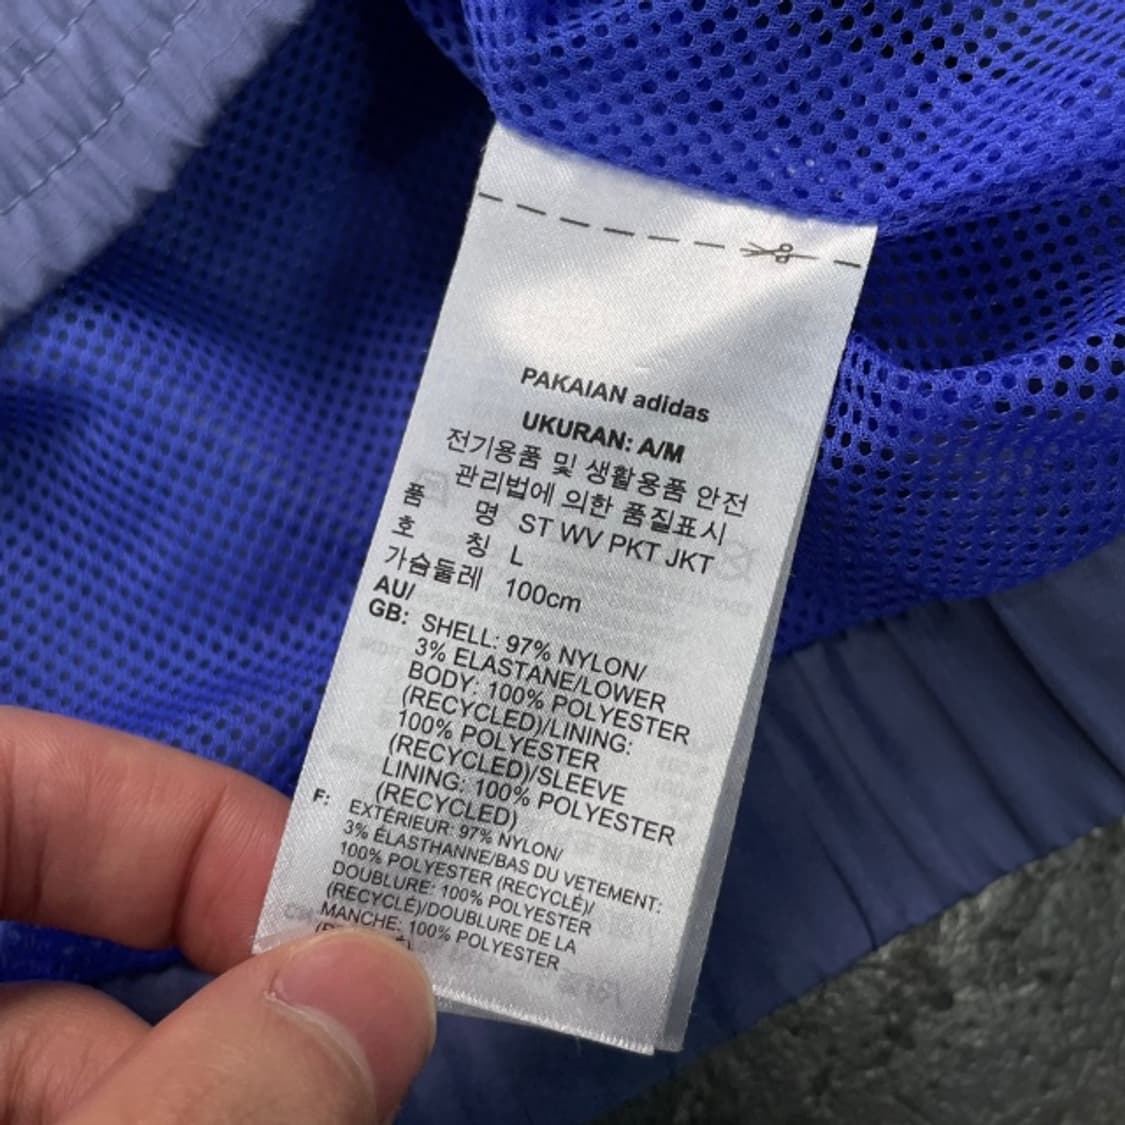 PAKAIAN adidas
UKURAN: A/M
전기용품 및 생활용품 안전
관리법에 의한 품질표시
품 명 ST WV PKT JKT
호 칭 L
가슴둘레 100cm
AU/
GB: SHELL: 97% NYLON/
3% ELASTANE/LOWER
BODY: 100% POLYESTER
(RECYCLED)/LINING:
100% POLYESTER
(RECYCLED)/SLEEVE
LINING: 100% POLYESTER
(RECYCLED)
F: EXTÉRIEUR: 97% NYLON/
3% ÉLASTHANNE/BAS DU VETEMENT:
100% POLYESTER (RECYCLÉ)/
DOUBLURE: 100% POLYESTER
(RECYCLÉ)/DOUBLURE DE LA
MANCHE: 100% POLYESTER